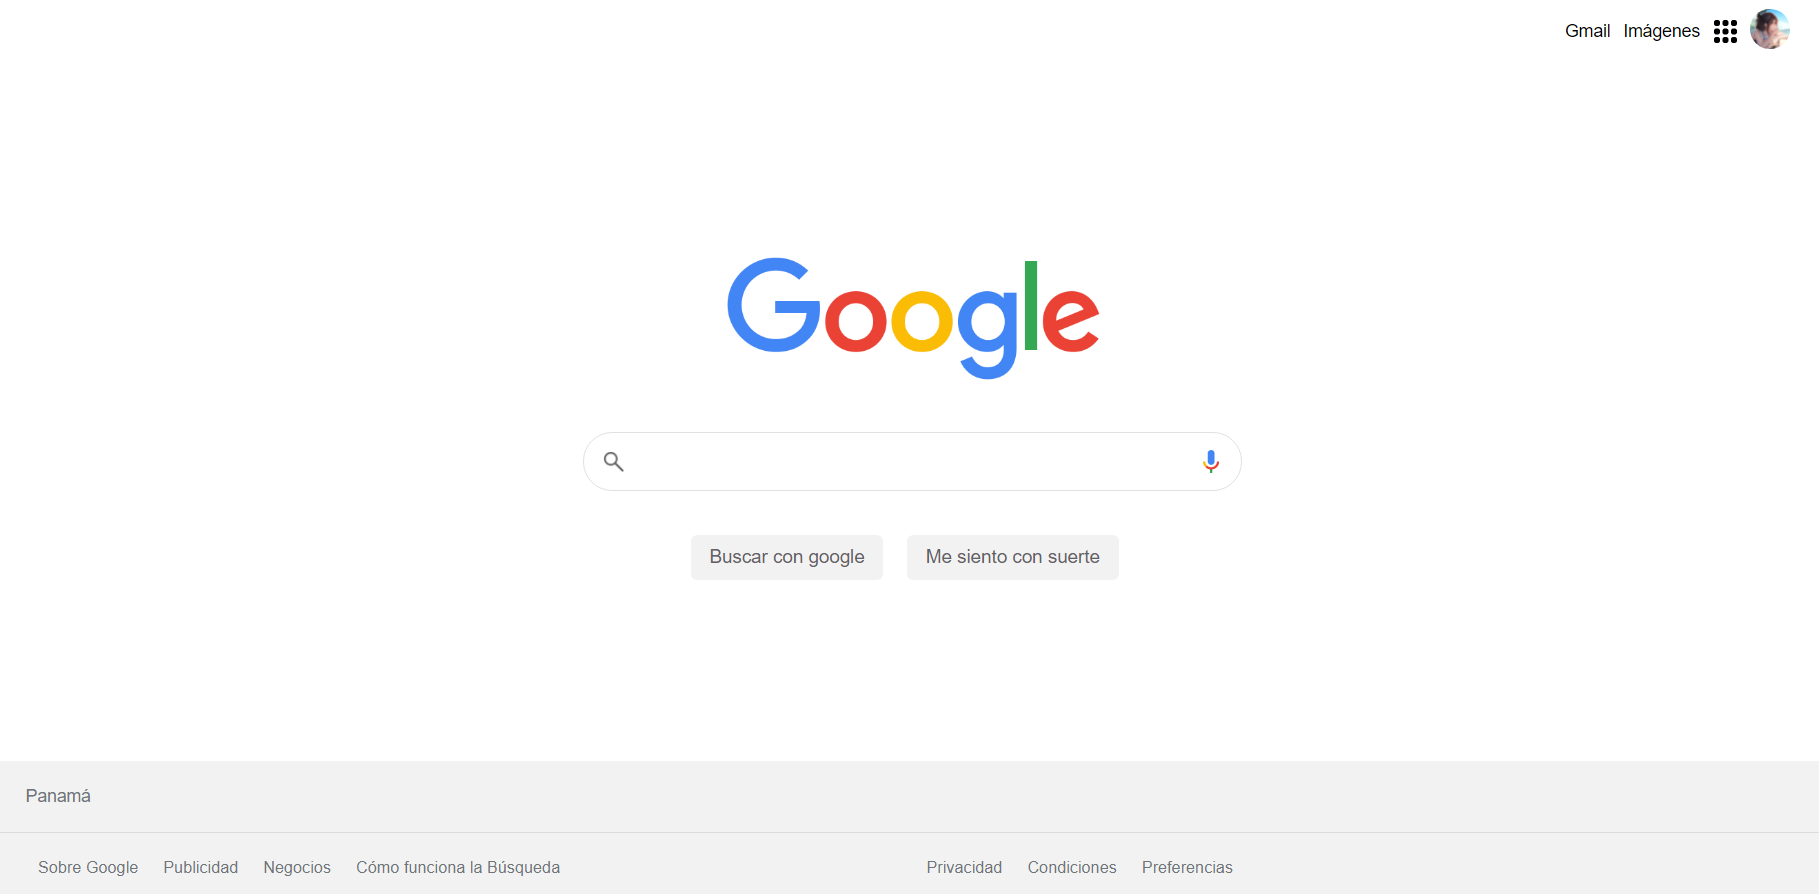 Gmail Imágenes
Google
Buscar con google Me siento con suerte
Panamá
Sobre Google Publicidad Negocios Cómo funciona la Búsqueda Privacidad Condiciones Preferencias